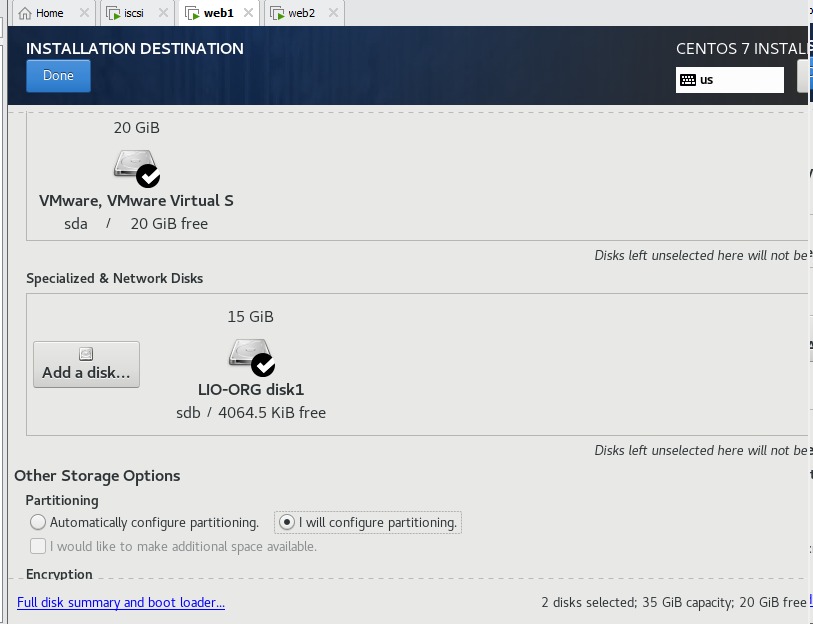 Home iscsi web1 web2
INSTALLATION DESTINATION
CENTOS 7 INSTALL
Done
us
20 GiB
VMware, VMware Virtual S
sda / 20 GiB free
Disks left unselected here will not be
Specialized & Network Disks
15 GiB
Add a disk...
LIO-ORG disk1
sdb / 4064.5 KiB free
Disks left unselected here will not be
Other Storage Options
Partitioning
Automatically configure partitioning. I will configure partitioning.
I would like to make additional space available.
Encryption
Full disk summary and boot loader...
2 disks selected; 35 GiB capacity; 20 GiB free